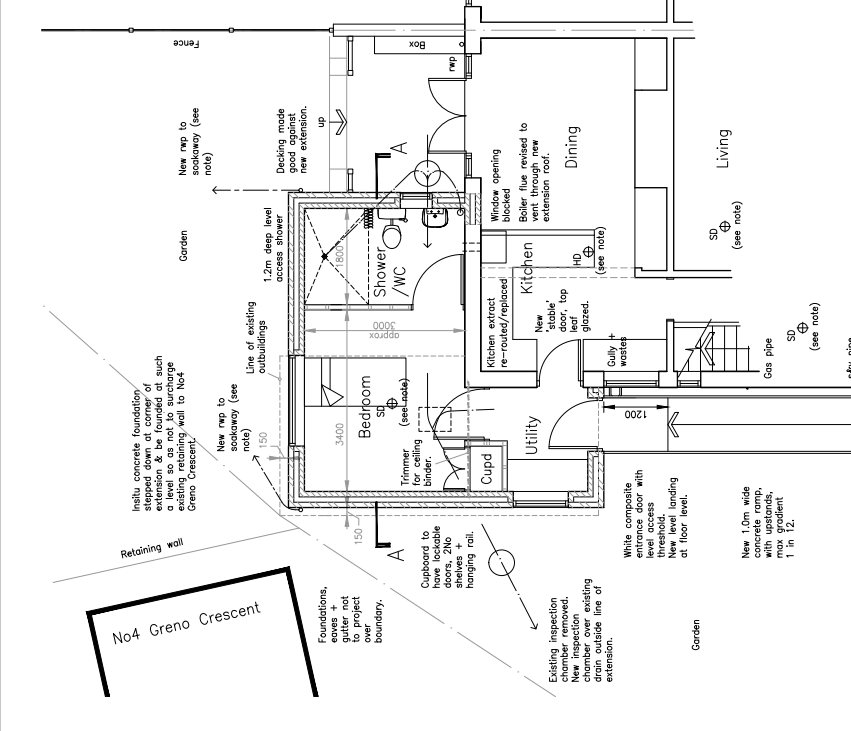 Fence
Box
rwp
up
New rwp to
soakaway (see
note)
Decking made
good against
new extension.
A
Window opening
blocked
Boiler flue revised to
vent through new
extension roof.
Dining
Living
SD
(see note)
Garden
1.2m deep level
access shower
1800
Shower
/WC
3000
approx
Kitchen
HD
(see note)
Kitchen extract
re-routed/replaced
New
'stable'
door, top
leaf
glazed.
Gully +
wastes
SD
(see note)
Gas pipe
Line of existing
outbuildings
Insitu concrete foundation
stepped down at corner of
extension & be founded at such
a level so as not to surcharge
existing retaining wall to No4
Greno Crescent.
New rwp to
soakaway (see
note)
150
3400
Bedroom
SD
(see note)
Trimmer
for ceiling
binder.
Cupd
Utility
1200
150
A
Retaining wall
No4 Greno Crescent
Foundations,
eaves +
gutter not
to project
over
boundary.
Cupboard to
have lockable
doors, 2No
shelves +
hanging rail.
Existing inspection
chamber removed.
New inspection
chamber over existing
drain outside line of
extension.
White composite
entrance door with
level access
threshold.
New level landing
at floor level.
New 1.0m wide
concrete ramp,
with upstands,
max gradient
1 in 12.
Garden